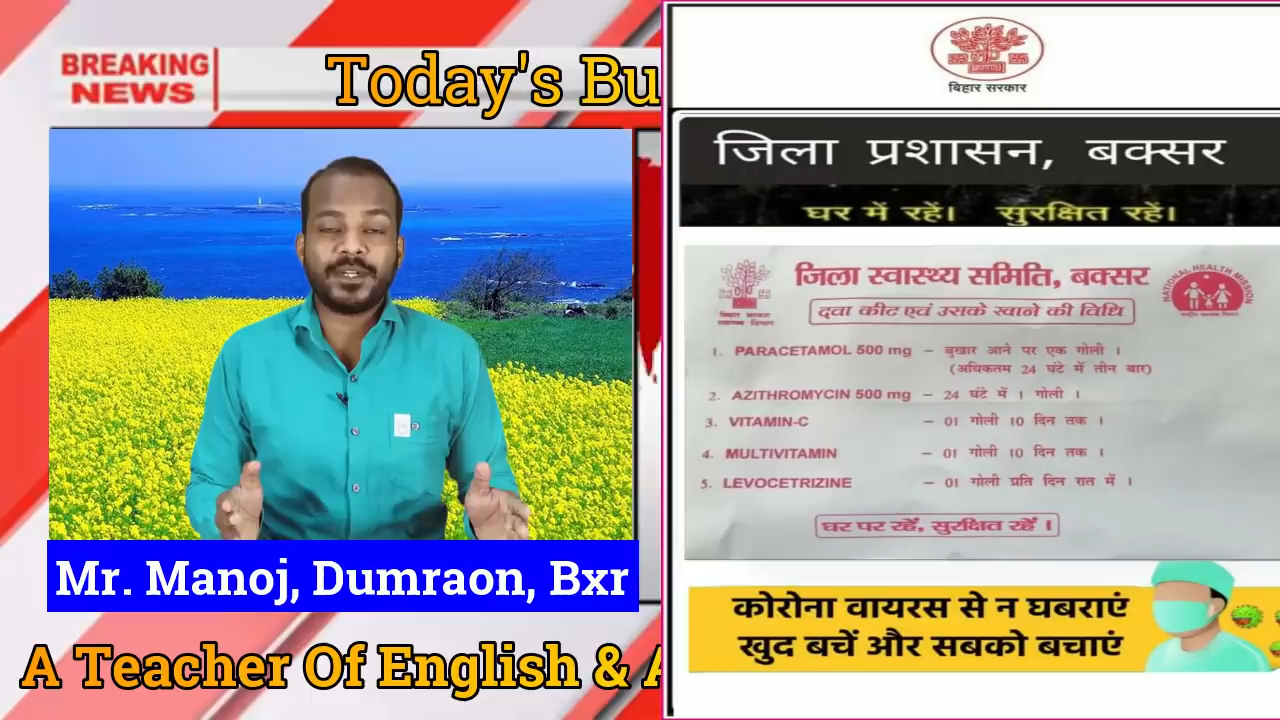 BREAKING
NEWS
Today's Bu
Mr. Manoj, Dumraon, Bxr
A Teacher Of English &
बिहार सरकार
जिला प्रशासन, बक्सर
घर में रहें। सुरक्षित रहें।
जिला स्वास्थ्य समिति, बक्सर
NATIONAL HEALTH MISSION
दवा कीट एवं उसके खाने की विधि
1. PARACETAMOL 500 mg – बुखार आने पर एक गोली ।
(अधिकतम 24 घंटे में तीन बार)
2. AZITHROMYCIN 500 mg – 24 घंटे में 1 गोली ।
3. VITAMIN-C – 01 गोली 10 दिन तक ।
4. MULTIVITAMIN – 01 गोली 10 दिन तक ।
5. LEVOCETRIZINE – 01 गोली प्रति दिन रात में ।
घर पर रहें, सुरक्षित रहें ।
कोरोना वायरस से न घबराएं
खुद बचें और सबको बचाएं